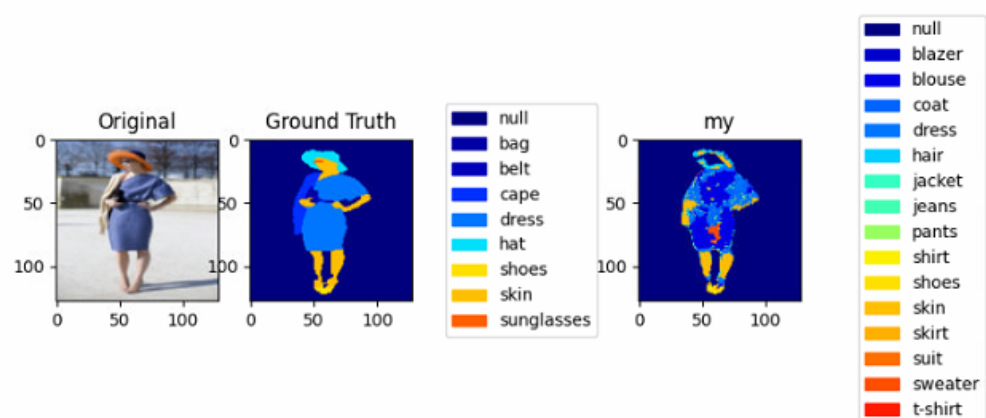 Original
Ground Truth
my
0
50
100
0
50
100
0
50
100
0
50
100
null
bag
belt
cape
dress
hat
shoes
skin
sunglasses
0
50
100
0
50
100
null
blazer
blouse
coat
dress
hair
jacket
jeans
pants
shirt
shoes
skin
skirt
suit
sweater
t-shirt